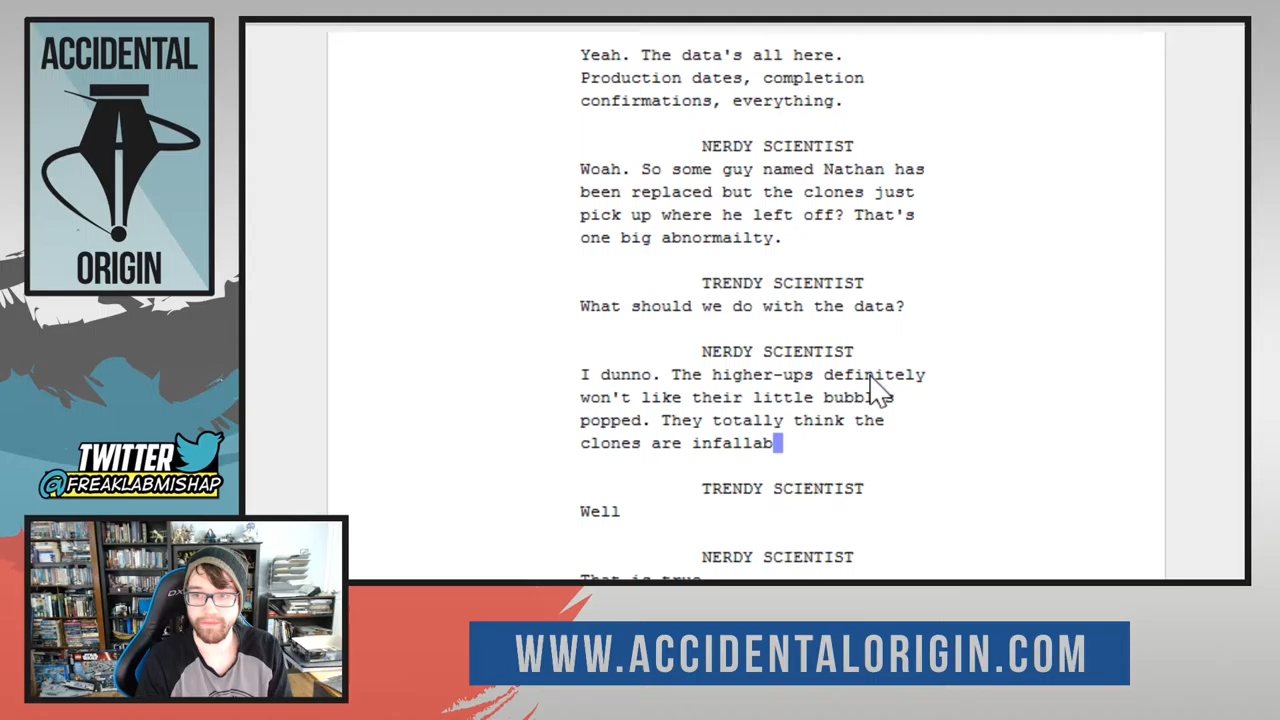 ACCIDENTAL
ORIGIN
Yeah. The data's all here.
Production dates, completion
confirmations, everything.
NERDY SCIENTIST
Woah. So some guy named Nathan has
been replaced but the clones just
pick up where he left off? That's
one big abnormailty.
TRENDY SCIENTIST
What should we do with the data?
NERDY SCIENTIST
I dunno. The higher-ups definitely
won't like their little bubbles
popped. They totally think the
clones are infallab
TRENDY SCIENTIST
Well
NERDY SCIENTIST
That is true
TWITTER
@FREAKLABMISHAP
DX
WWW.ACCIDENTALORIGIN.COM